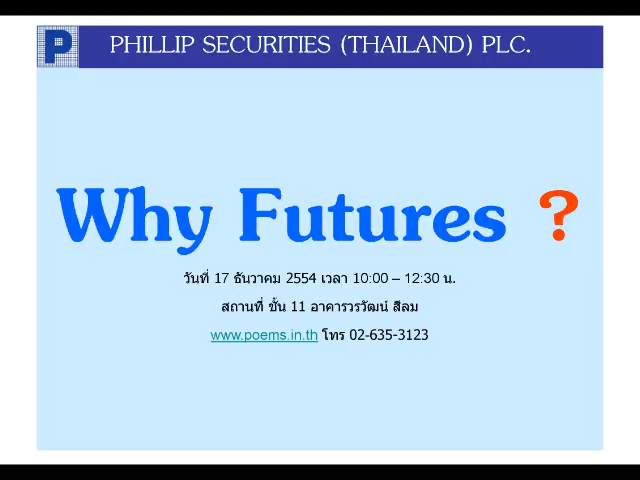 P
PHILLIP SECURITIES (THAILAND) PLC.
Why Futures ?
วันที่ 17 ธันวาคม 2554 เวลา 10:00 – 12:30 น.
สถานที่ ชั้น 11 อาคารวรวัฒน์ สีลม
www.poems.in.th โทร 02-635-3123